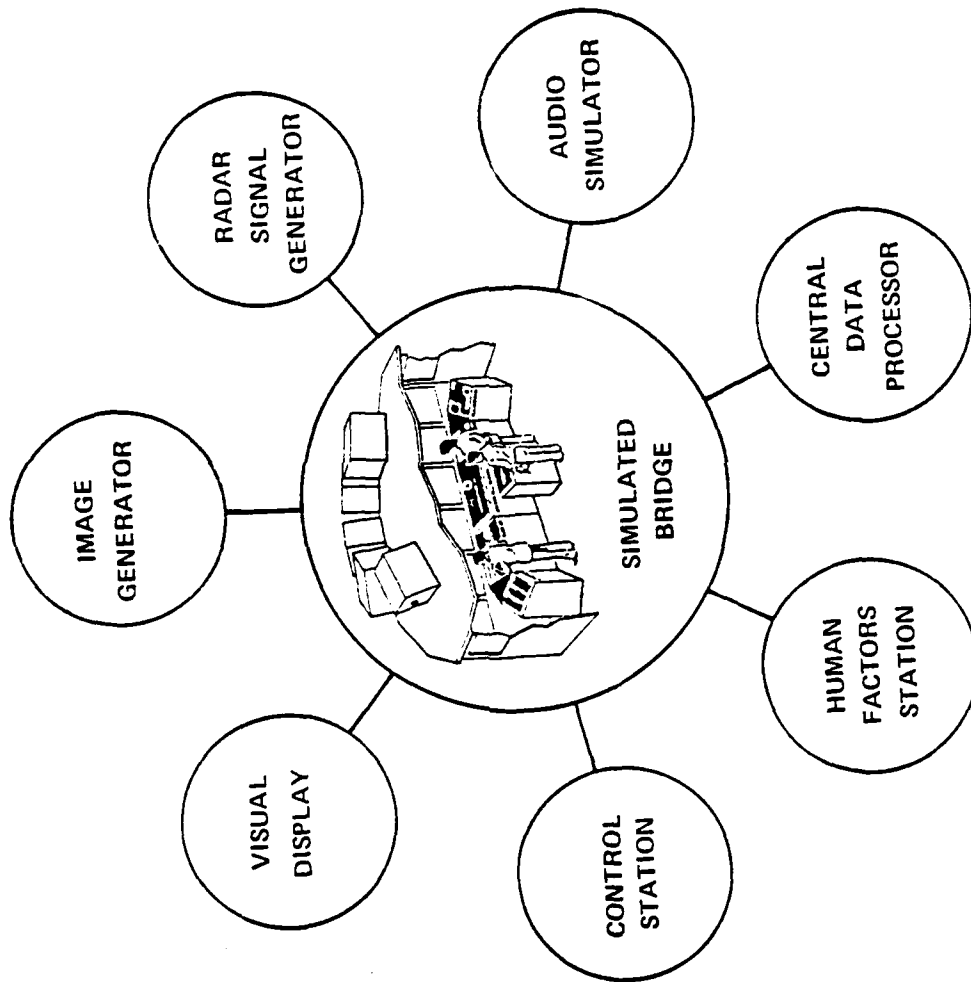 IMAGE
GENERATOR
RADAR
SIGNAL
GENERATOR
AUDIO
SIMULATOR
CENTRAL
DATA
PROCESSOR
HUMAN
FACTORS
STATION
CONTROL
STATION
VISUAL
DISPLAY
SIMULATED
BRIDGE